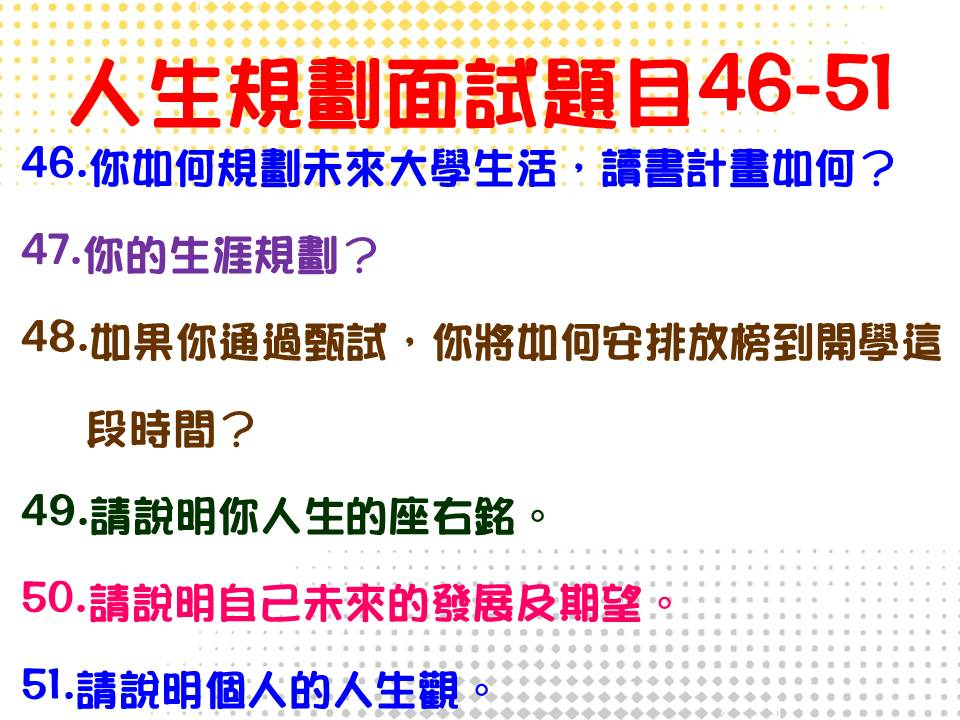 人生規劃面試題目46-51
46.你如何規劃未來大學生活，讀書計畫如何？
47.你的生涯規劃？
48.如果你通過甄試，你將如何安排放榜到開學這
段時間？
49.請說明你人生的座右銘。
50.請說明自己未來的發展及期望。
51.請說明個人的人生觀。